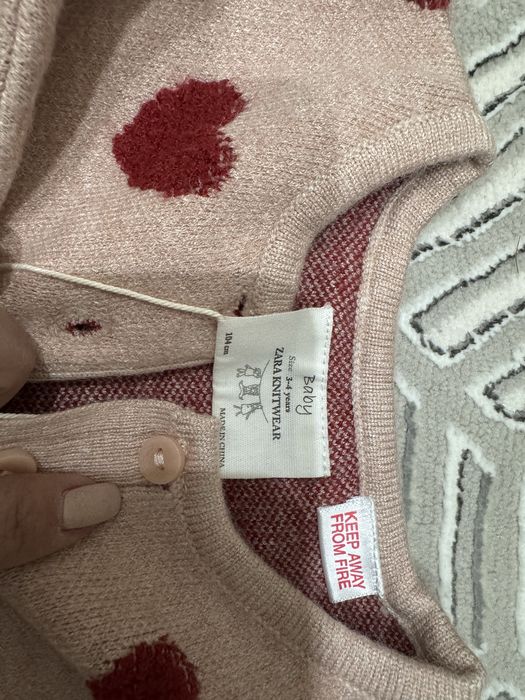 Baby
Size: 3-4 years
ZARA KNITWEAR
104 cm
MADE IN CHINA
KEEP AWAY
FROM FIRE